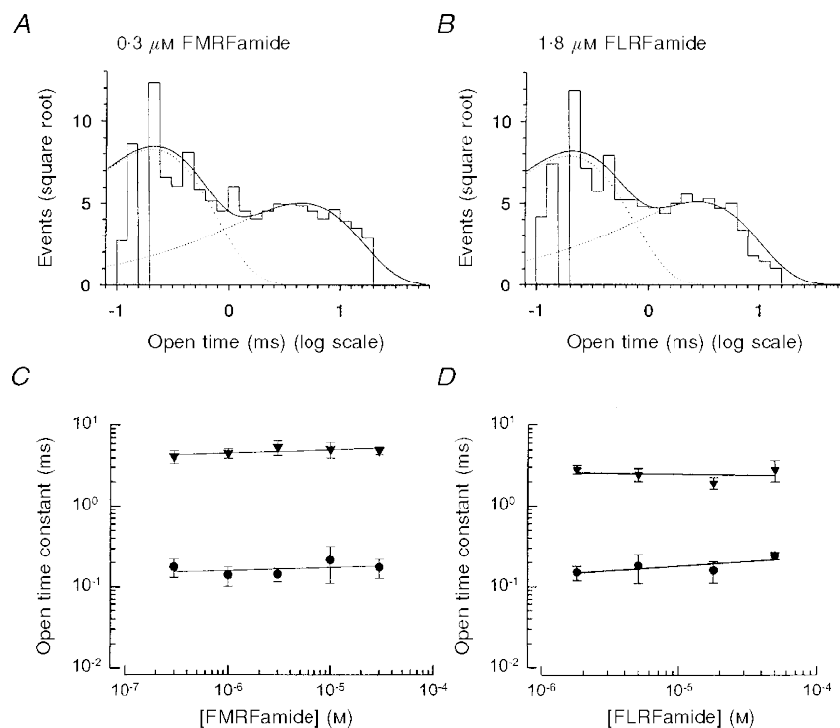 A
0·3 μM FMRFamide
Events (square root)
10
5
0
-1
0
1
Open time (ms) (log scale)
B
1·8 μM FLRFamide
Events (square root)
10
5
0
-1
0
1
Open time (ms) (log scale)
C
Open time constant (ms)
10¹
10⁰
10⁻¹
10⁻²
10⁻⁷
10⁻⁶
10⁻⁵
10⁻⁴
[FMRFamide] (M)
D
Open time constant (ms)
10¹
10⁰
10⁻¹
10⁻²
10⁻⁶
10⁻⁵
10⁻⁴
[FLRFamide] (M)